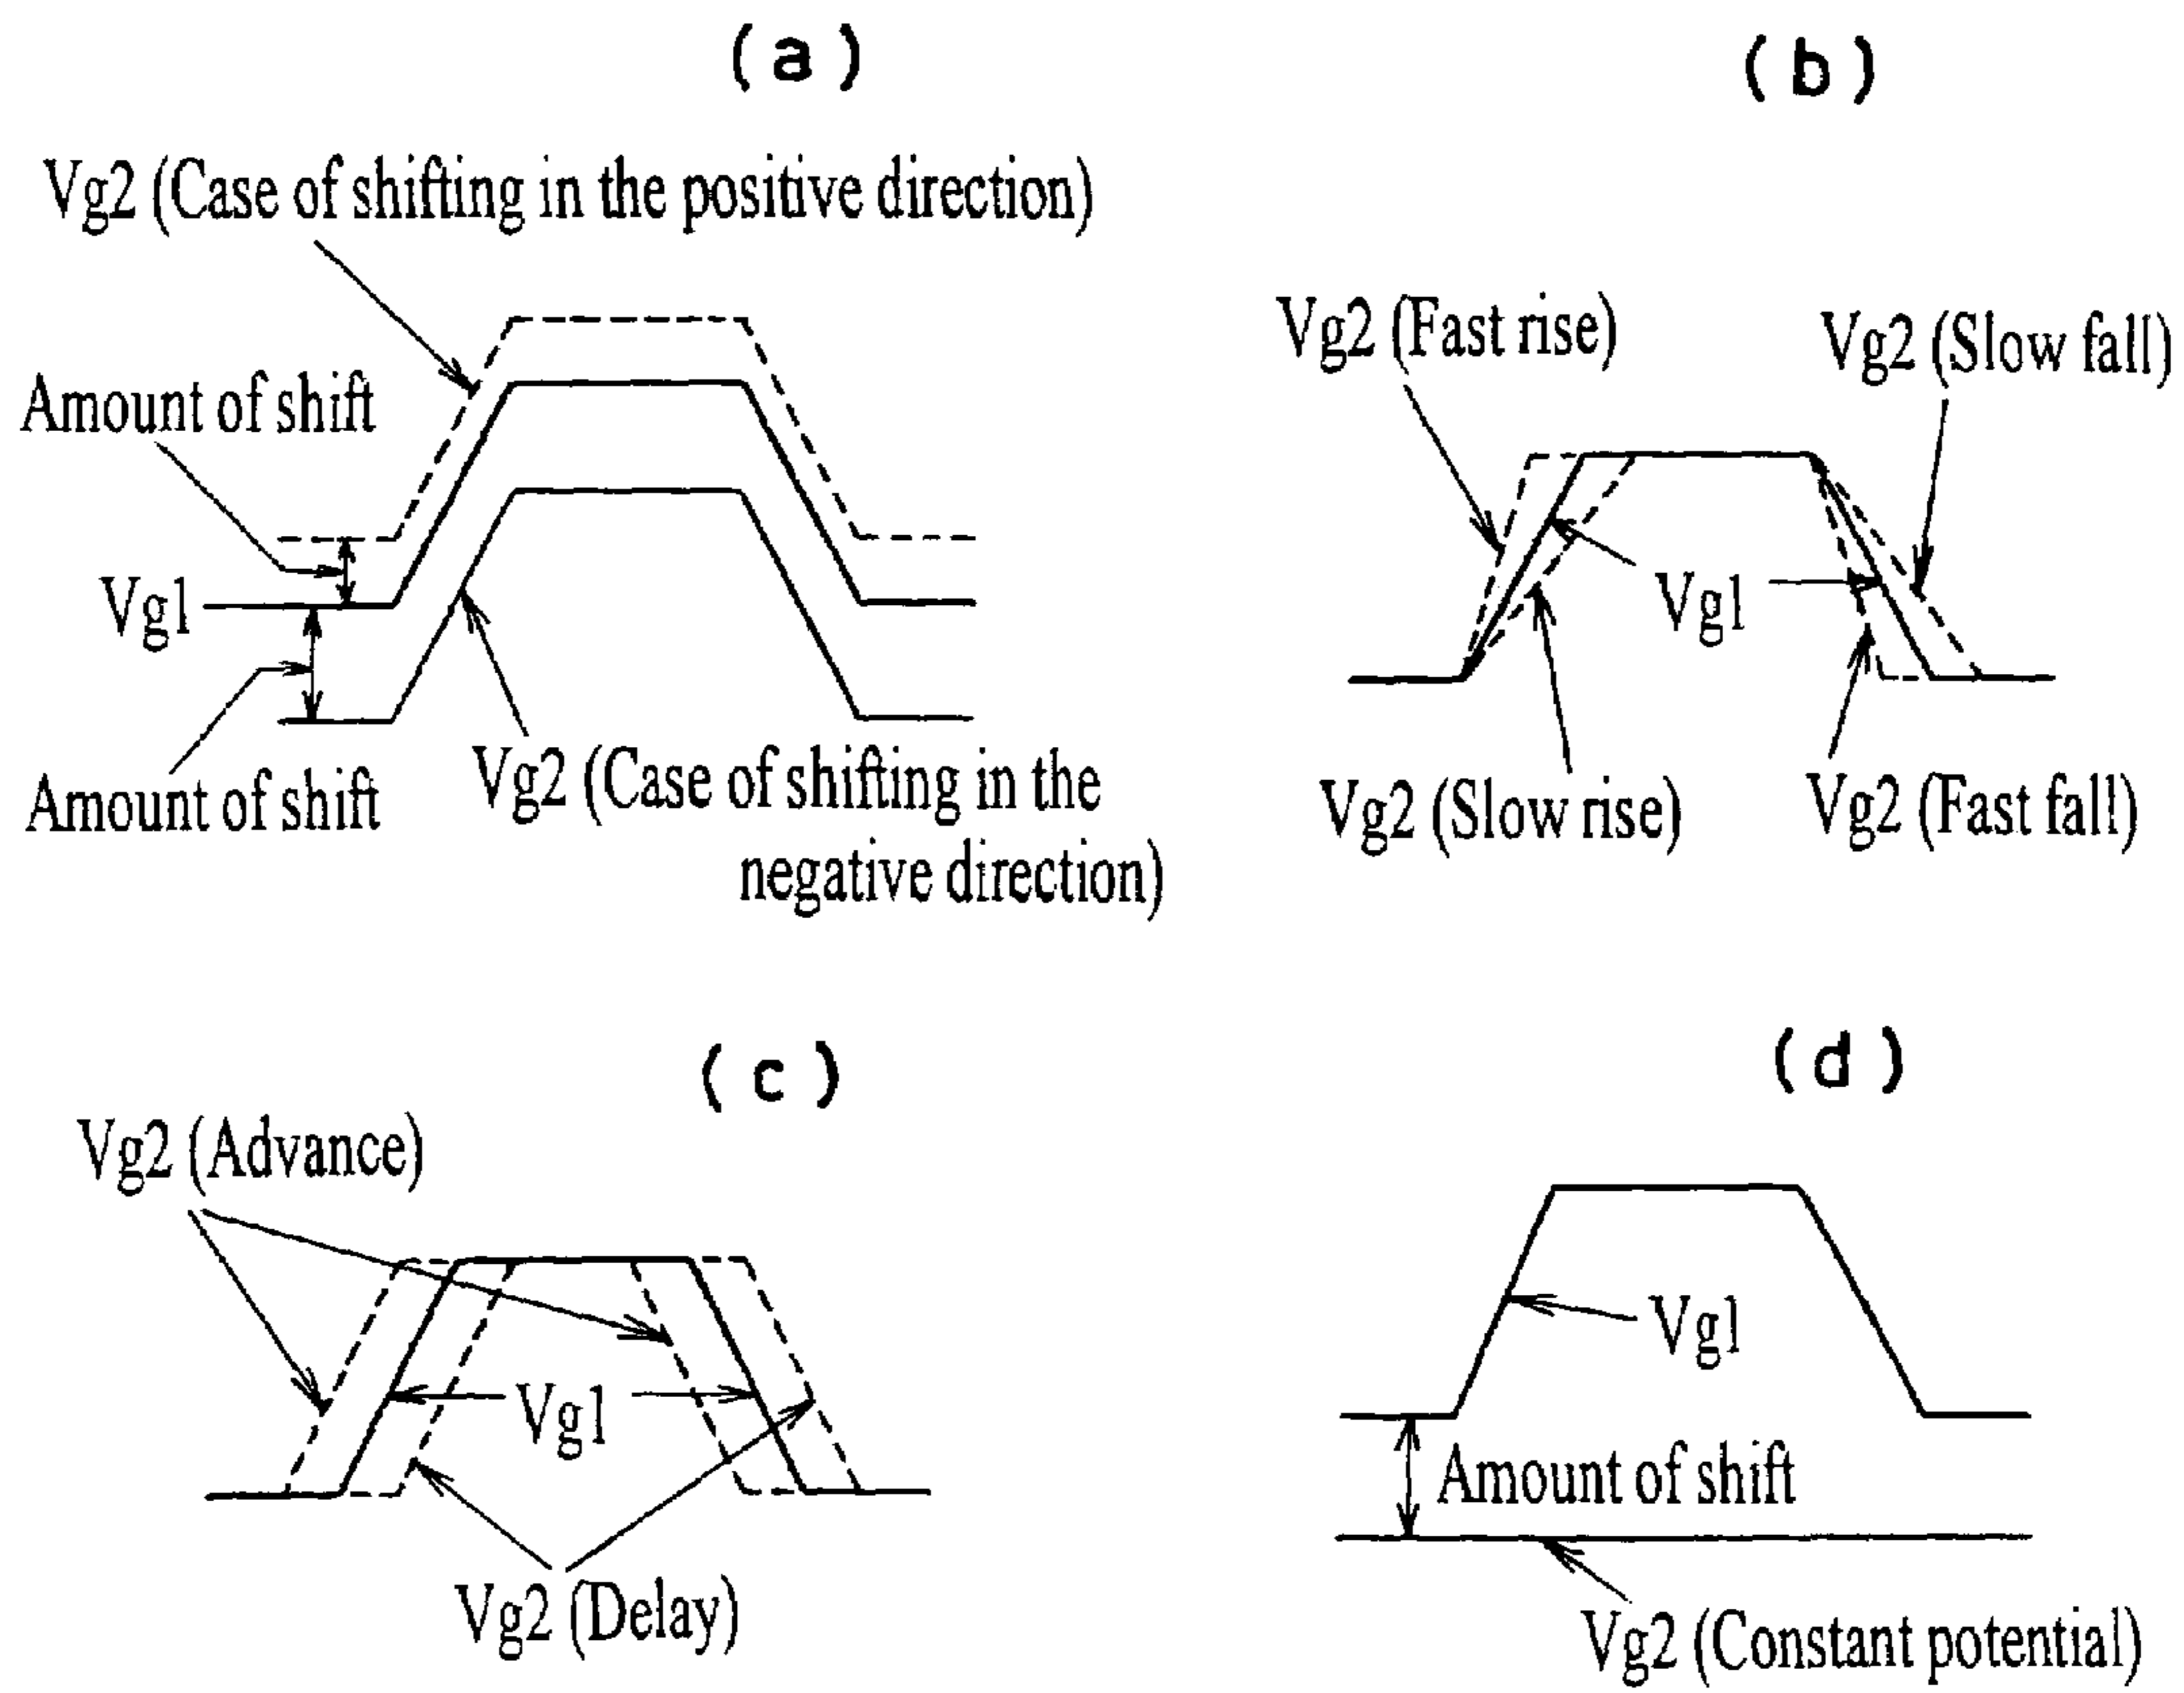 (a)
Vg2 (Case of shifting in the positive direction)
Amount of shift
Vg1
Amount of shift
Vg2 (Case of shifting in the
negative direction)
(b)
Vg2 (Fast rise)
Vg2 (Slow fall)
Vg1
Vg2 (Slow rise)
Vg2 (Fast fall)
(c)
Vg2 (Advance)
Vg1
Vg2 (Delay)
(d)
Vg1
Amount of shift
Vg2 (Constant potential)